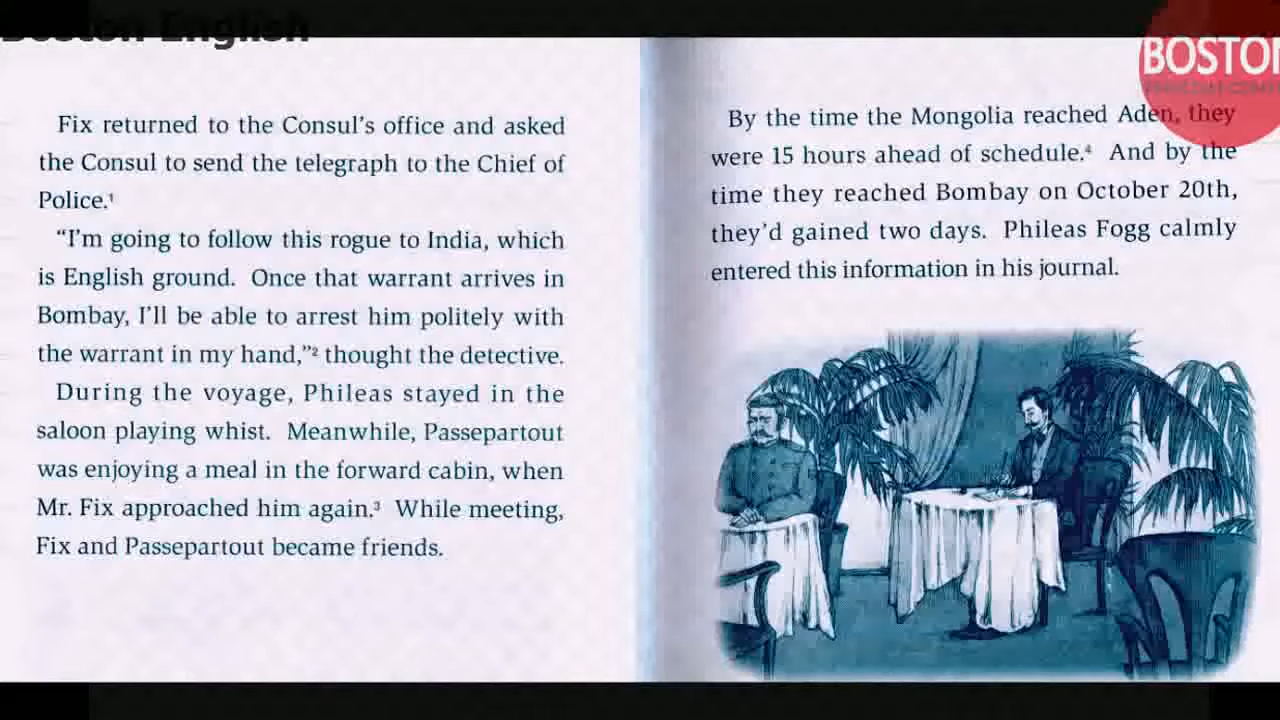 Boston English
BOSTON
Fix returned to the Consul's office and asked
the Consul to send the telegraph to the Chief of
Police.¹
"I'm going to follow this rogue to India, which
is English ground. Once that warrant arrives in
Bombay, I'll be able to arrest him politely with
the warrant in my hand,"² thought the detective.
During the voyage, Phileas stayed in the
saloon playing whist. Meanwhile, Passepartout
was enjoying a meal in the forward cabin, when
Mr. Fix approached him again.³ While meeting,
Fix and Passepartout became friends.
By the time the Mongolia reached Aden, they
were 15 hours ahead of schedule.⁴ And by the
time they reached Bombay on October 20th,
they'd gained two days. Phileas Fogg calmly
entered this information in his journal.